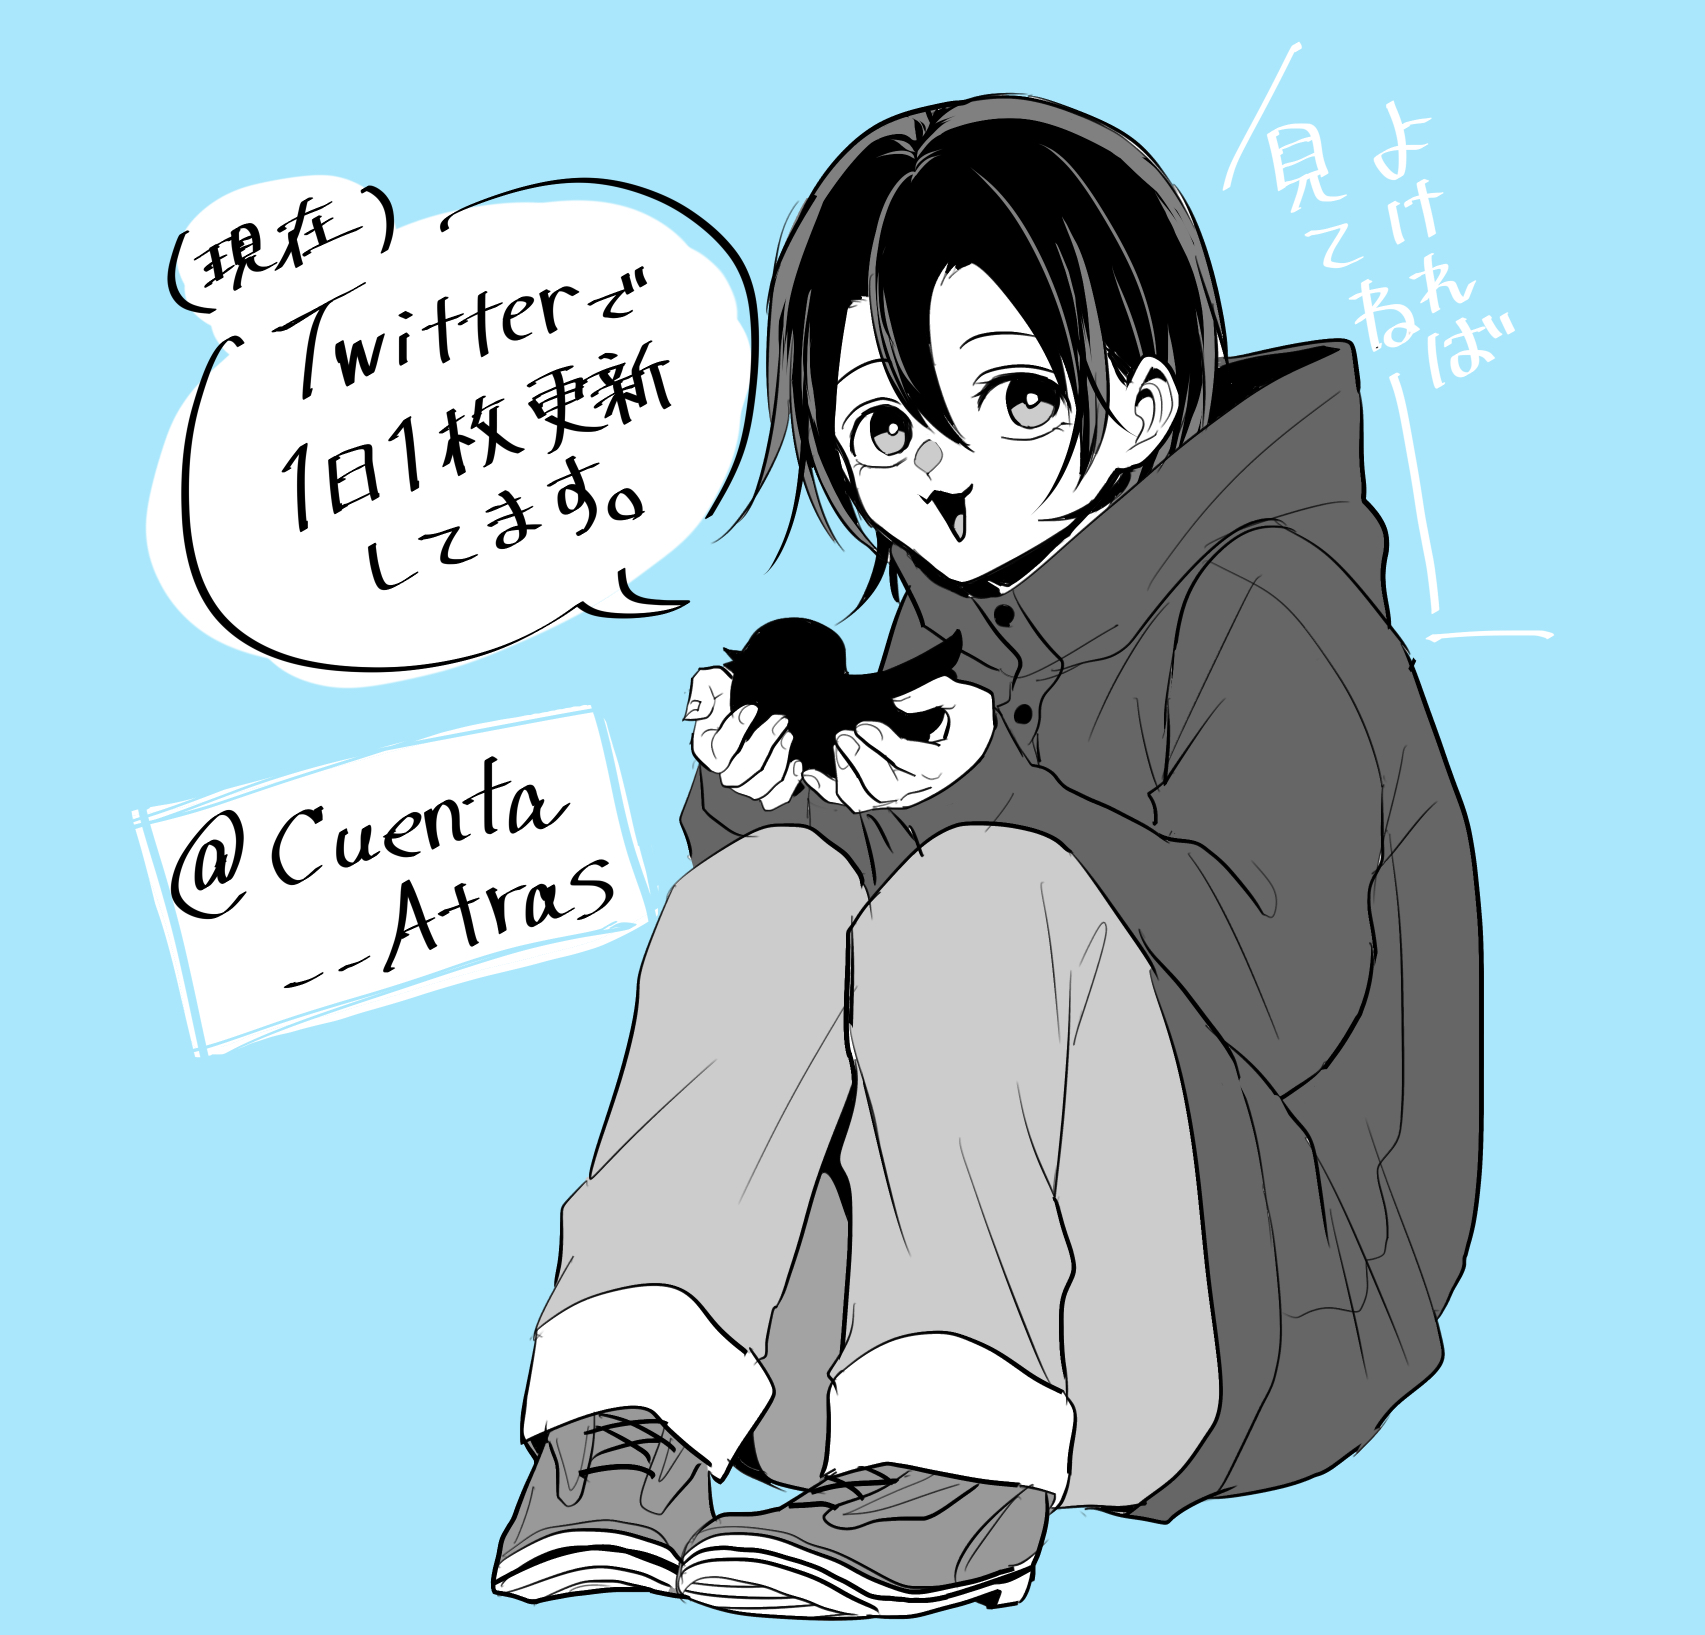 (現在)
Twitterで
1日1枚更新
してます。
よければ
見てね
@Cuenta
__Atras